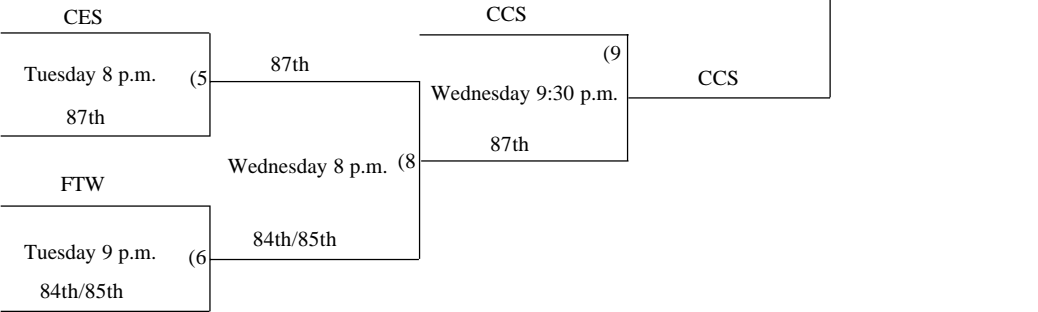 CES
CCS
(9
87th
Tuesday 8 p.m. (5
CCS
Wednesday 9:30 p.m.
87th
87th
Wednesday 8 p.m. (8
FTW
84th/85th
Tuesday 9 p.m. (6
84th/85th